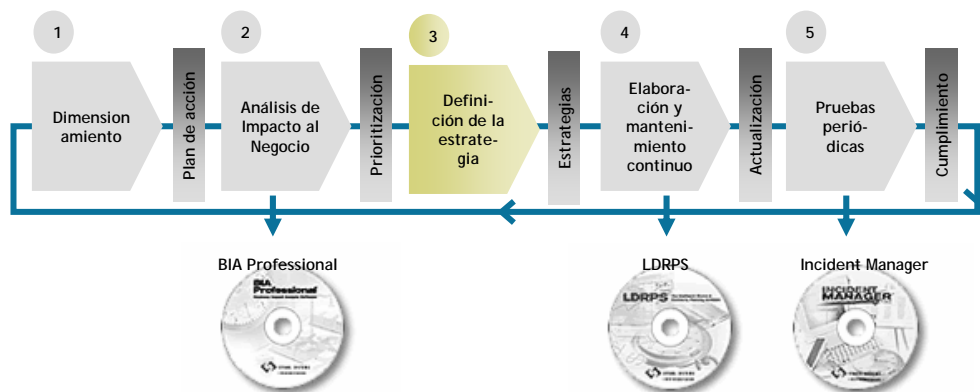 1
2
3
4
5
Dimension
amiento
Plan de acción
Análisis de
Impacto al
Negocio
Prioritización
Defini-
ción de la
estrate-
gia
Estrategias
Elabora-
ción y
manteni-
miento
continuo
Actualización
Pruebas
perió-
dicas
Cumplimiento
BIA Professional
LDRPS
Incident Manager
BIA
Professional
LDRPS
INCIDENT
MANAGER